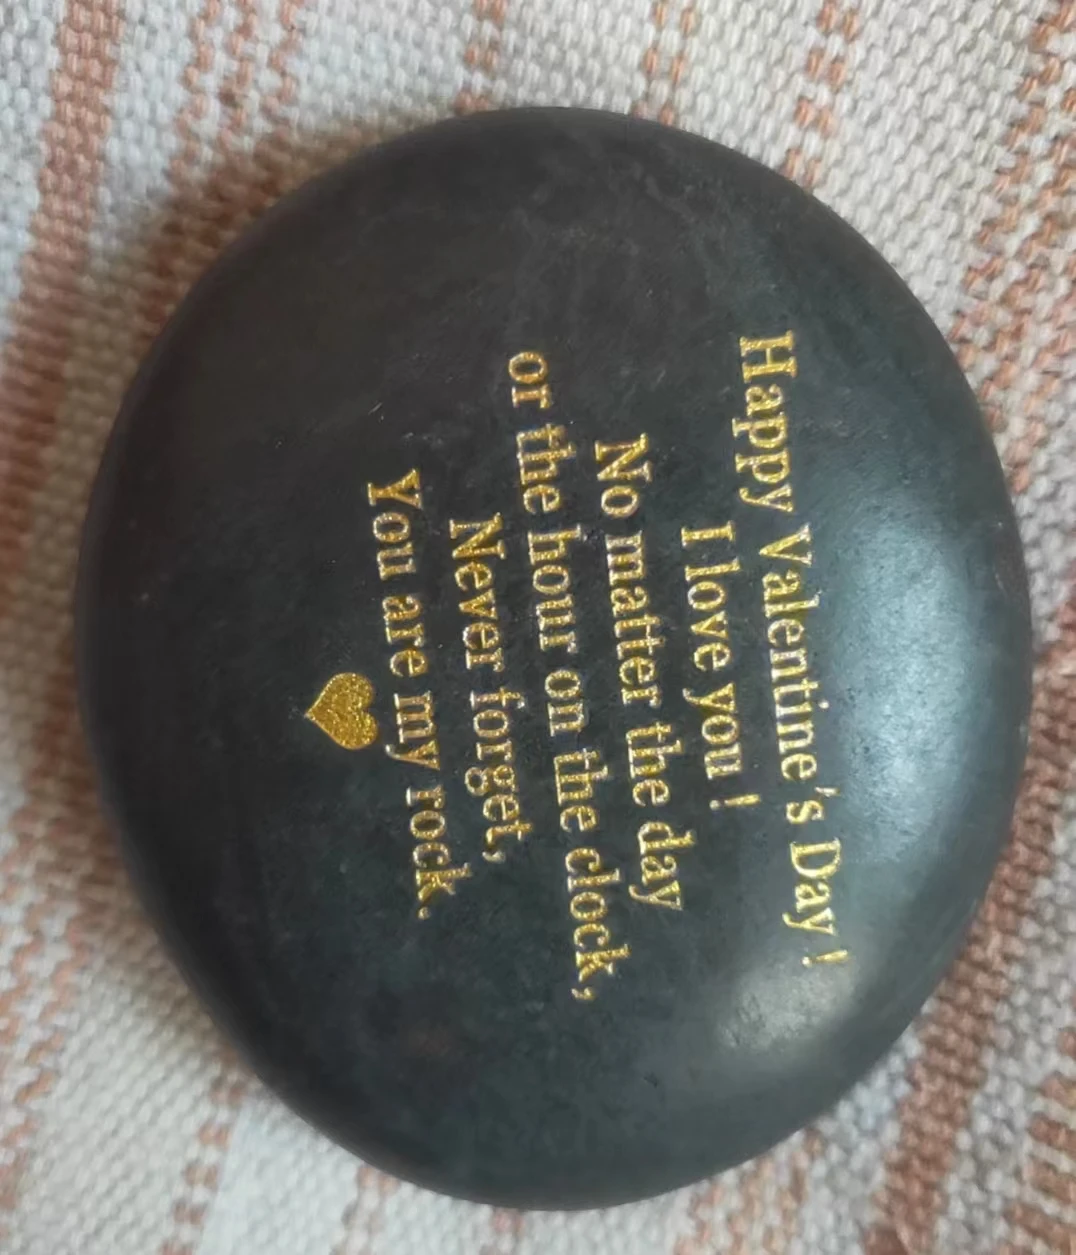 Happy Valentine's Day !
I love you !
No matter the day
or the hour on the clock,
Never forget,
You are my rock.